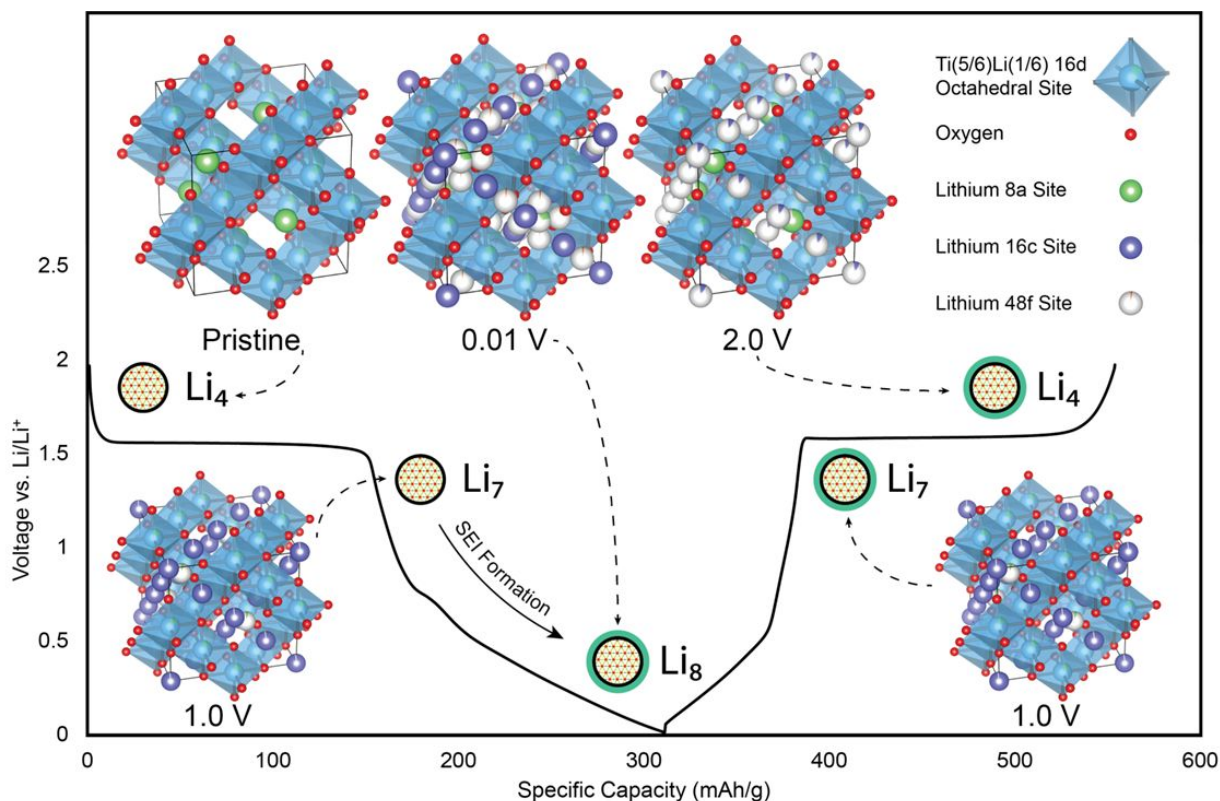 Ti(5/6)Li(1/6) 16d
Octahedral Site
Oxygen
Lithium 8a Site
Lithium 16c Site
Lithium 48f Site
Pristine
0.01 V
2.0 V
Li₄
Li₄
Li₇
Li₇
SEI Formation
Li₈
1.0 V
1.0 V
Voltage vs. Li/Li⁺
2.5
2
1.5
1
0.5
0
0 100 200 300 400 500 600
Specific Capacity (mAh/g)